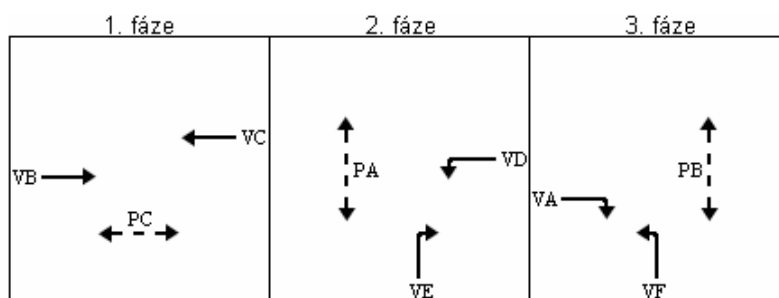 1. fáze 2. fáze 3. fáze
VC
VB
PC
PA
VD
VE
PB
VA
VF